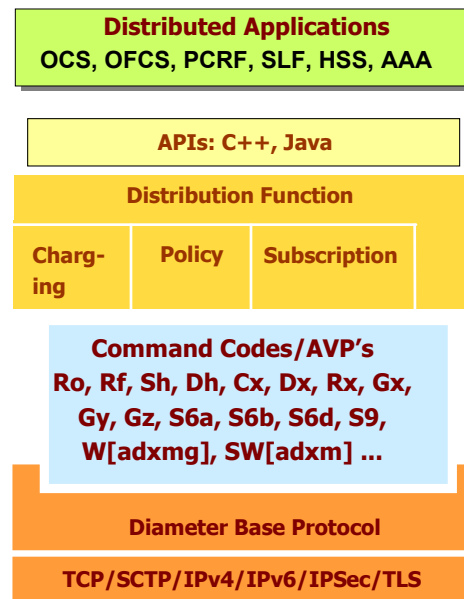 Distributed Applications
OCS, OFCS, PCRF, SLF, HSS, AAA
APIs: C++, Java
Distribution Function
Charg-
ing
Policy
Subscription
Command Codes/AVP's
Ro, Rf, Sh, Dh, Cx, Dx, Rx, Gx,
Gy, Gz, S6a, S6b, S6d, S9,
W[adxmg], SW[adxm] ...
Diameter Base Protocol
TCP/SCTP/IPv4/IPv6/IPSec/TLS